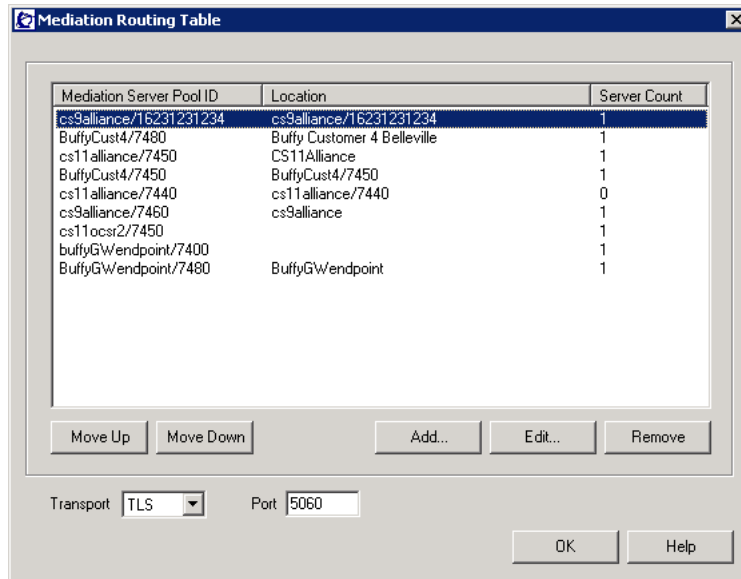 Mediation Routing Table
Mediation Server Pool ID Location Server Count
cs9alliance/16231231234 cs9alliance/16231231234 1
BuffyCust4/7480 Buffy Customer 4 Belleville 1
cs11alliance/7450 CS11Alliance 1
BuffyCust4/7450 BuffyCust4/7450 1
cs11alliance/7440 cs11alliance/7440 0
cs9alliance/7460 cs9alliance 1
cs11ocsr2/7450 1
buffyGWendpoint/7400 1
BuffyGWendpoint/7480 BuffyGWendpoint 1
Move Up Move Down Add... Edit... Remove
Transport TLS Port 5060
OK Help